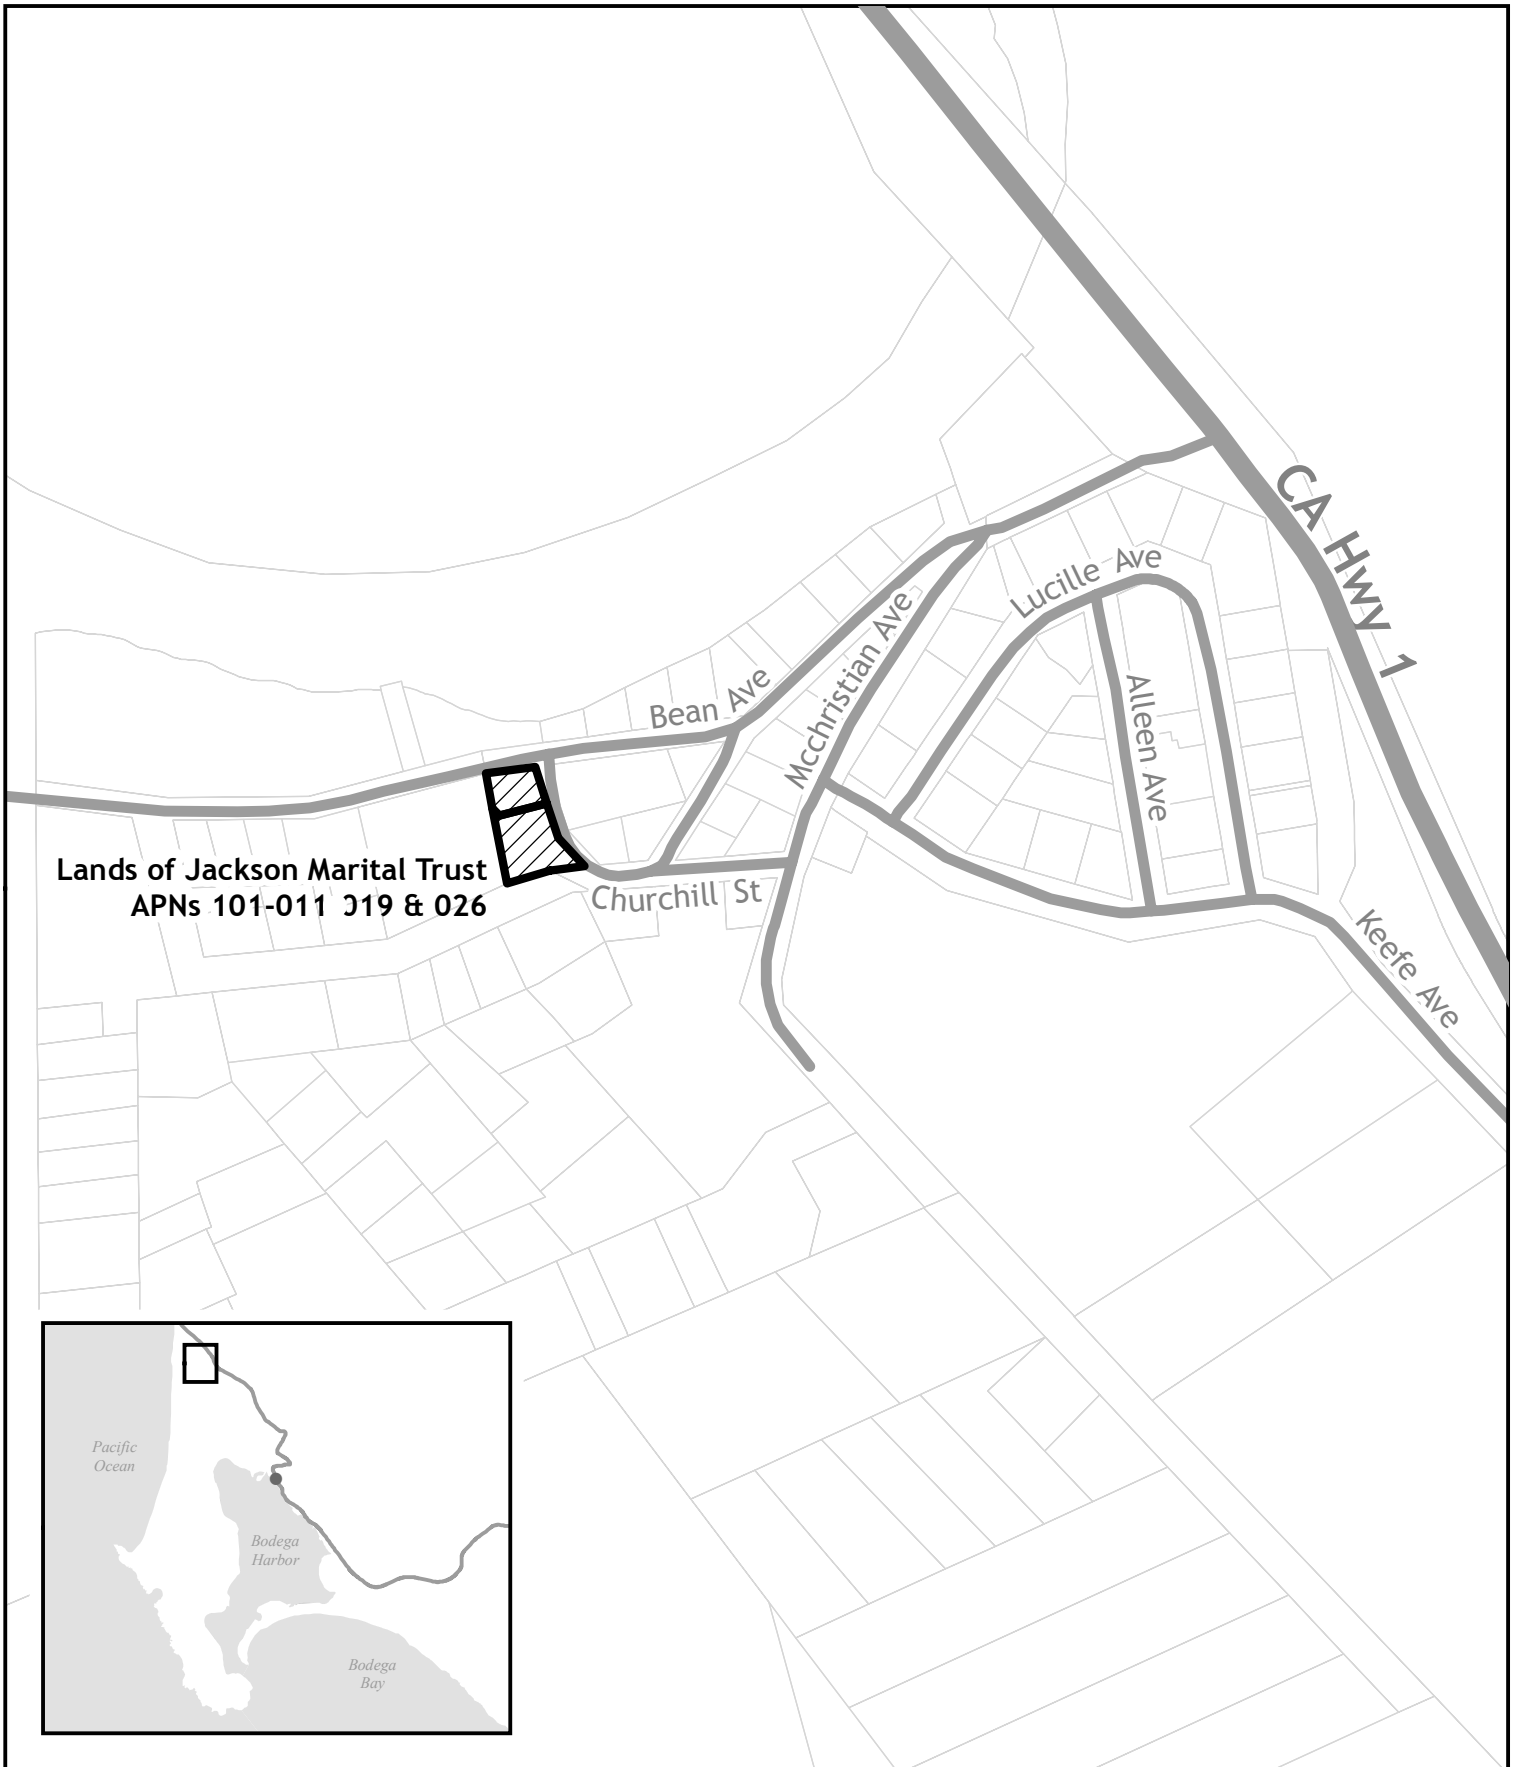 CA Hwy 1
Lucille Ave
Mcchristian Ave
Bean Ave
Alleen Ave
Lands of Jackson Marital Trust
APNs 101-011 019 & 026
Churchill St
Keefe Ave
Pacific
Ocean
Bodega
Harbor
Bodega
Bay